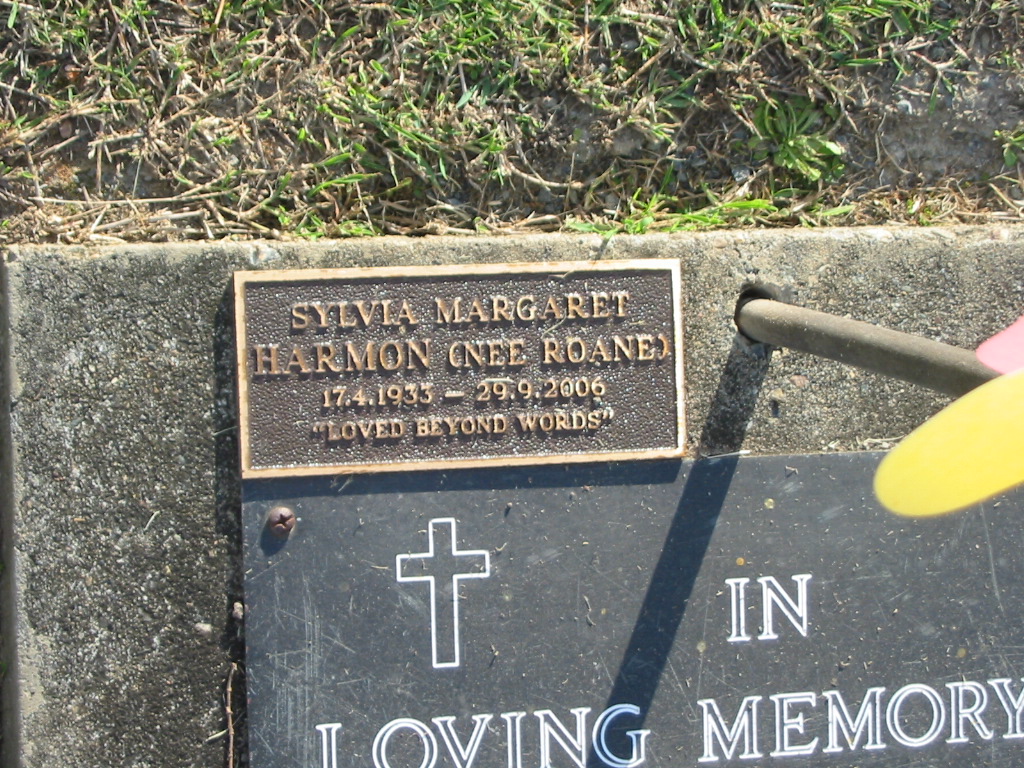 SYLVIA MARGARET
HARMON (NEE ROANE)
17.4.1933 — 29.9.2006
"LOVED BEYOND WORDS"
IN
LOVING MEMORY